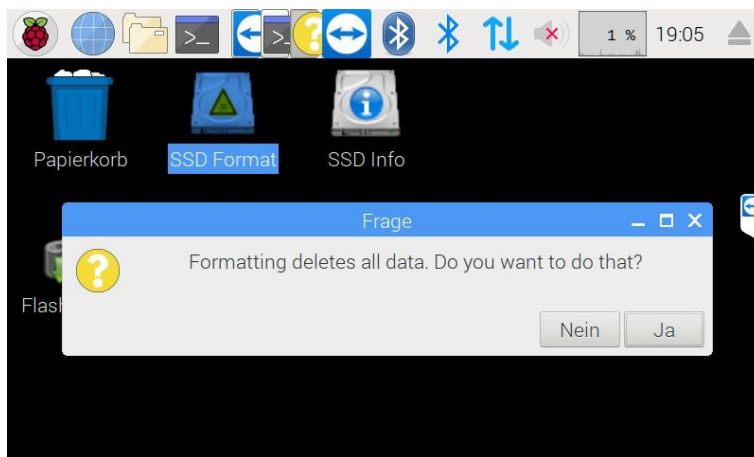 1 % 19:05
Papierkorb SSD Format SSD Info
Frage
Formatting deletes all data. Do you want to do that?
Flash
Nein Ja